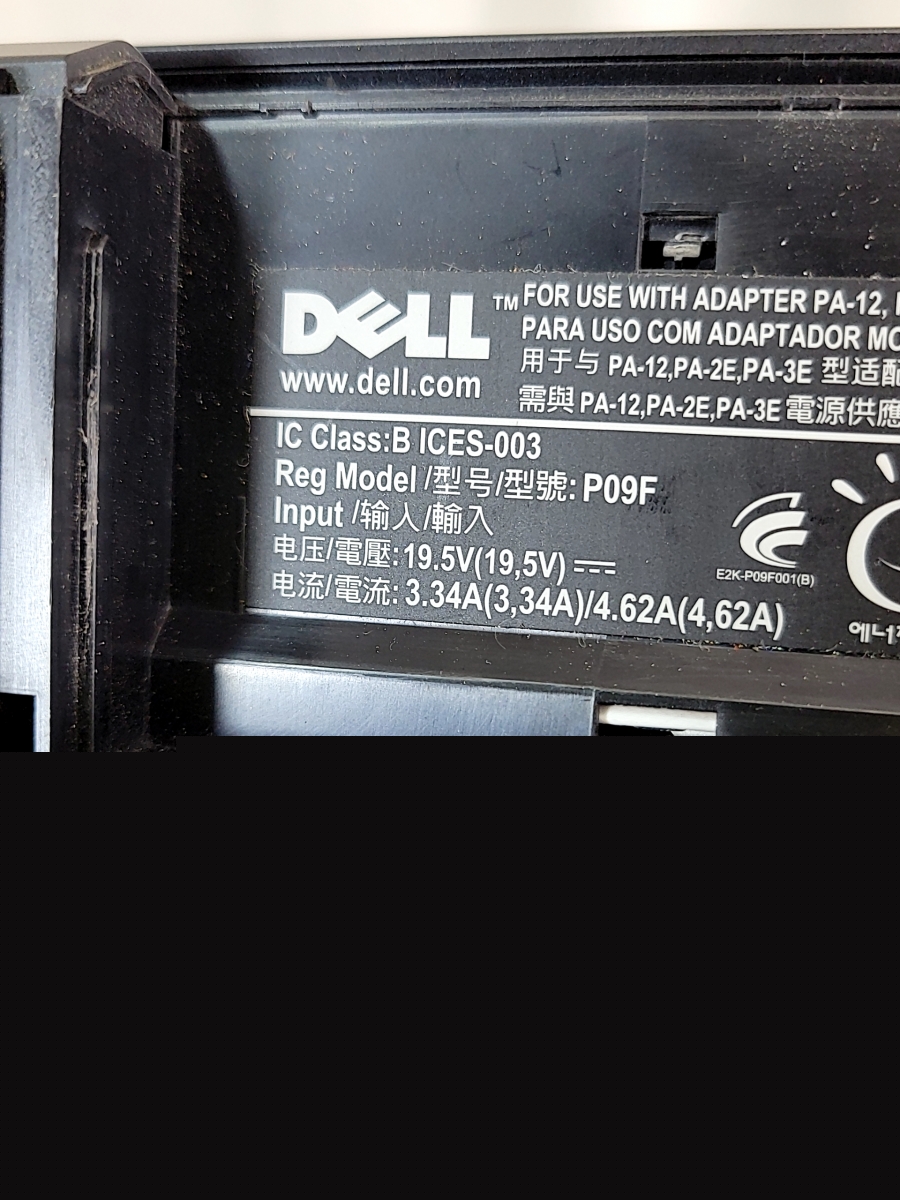 DELL™
www.dell.com
FOR USE WITH ADAPTER PA-12,
PARA USO COM ADAPTADOR
用于与 PA-12,PA-2E,PA-3E 型适配
需與 PA-12,PA-2E,PA-3E 電源供應
IC Class:B ICES-003
Reg Model /型号/型號: P09F
Input /输入/輸入
电压/電壓: 19.5V(19,5V) ⎓
电流/電流: 3.34A(3,34A)/4.62A(4,62A)
E2K-P09F001(B)